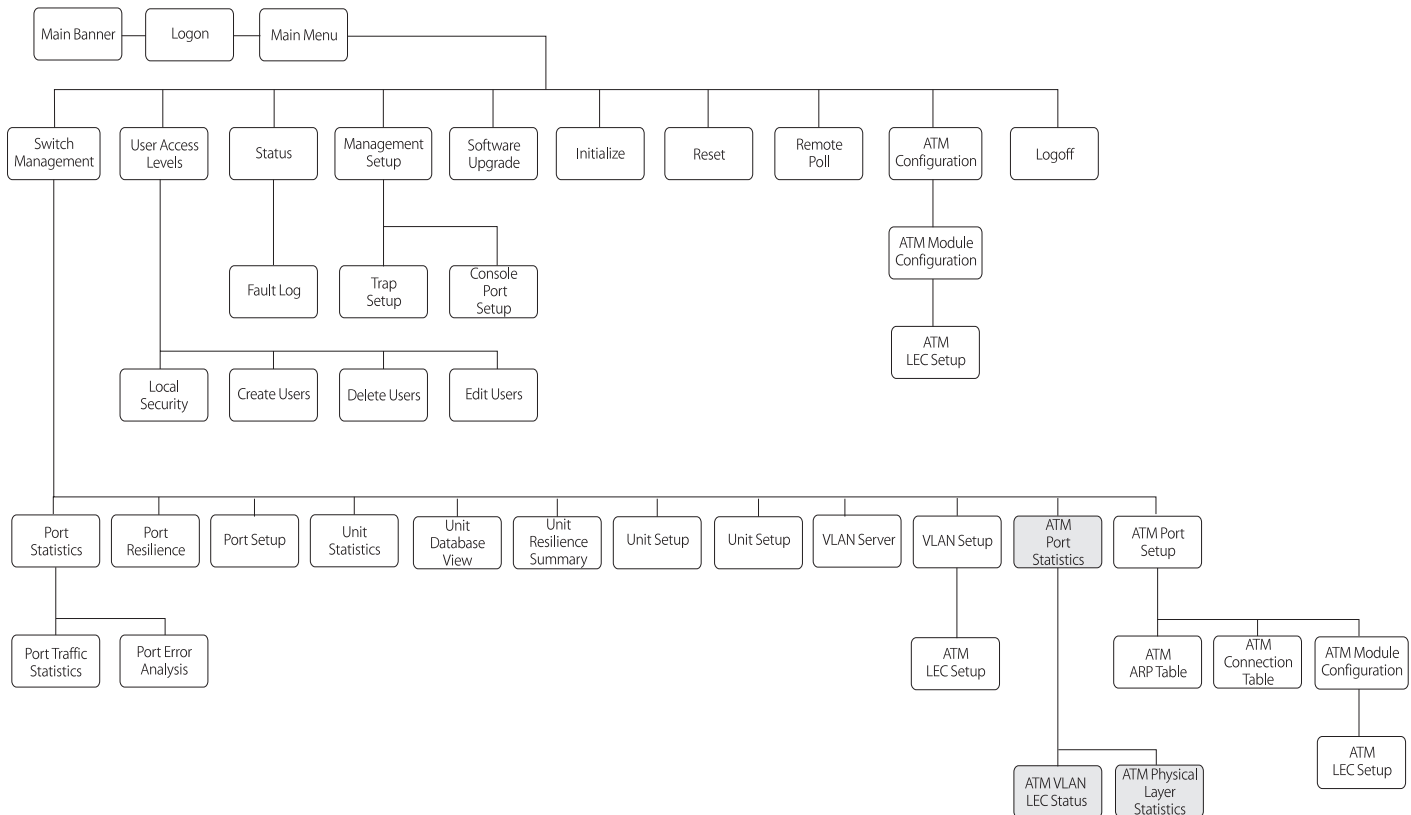 Main Banner
Logon
Main Menu
Switch
Management
User Access
Levels
Status
Management
Setup
Software
Upgrade
Initialize
Reset
Remote
Poll
ATM
Configuration
Logoff
ATM Module
Configuration
Fault Log
Trap
Setup
Console
Port
Setup
ATM
LEC Setup
Local
Security
Create Users
Delete Users
Edit Users
Port
Statistics
Port
Resilience
Port Setup
Unit
Statistics
Unit
Database
View
Unit
Resilience
Summary
Unit Setup
Unit Setup
VLAN Server
VLAN Setup
ATM
Port
Statistics
ATM Port
Setup
Port Traffic
Statistics
Port Error
Analysis
ATM
LEC Setup
ATM
ARP Table
ATM
Connection
Table
ATM Module
Configuration
ATM
LEC Setup
ATM VLAN
LEC Status
ATM Physical
Layer
Statistics